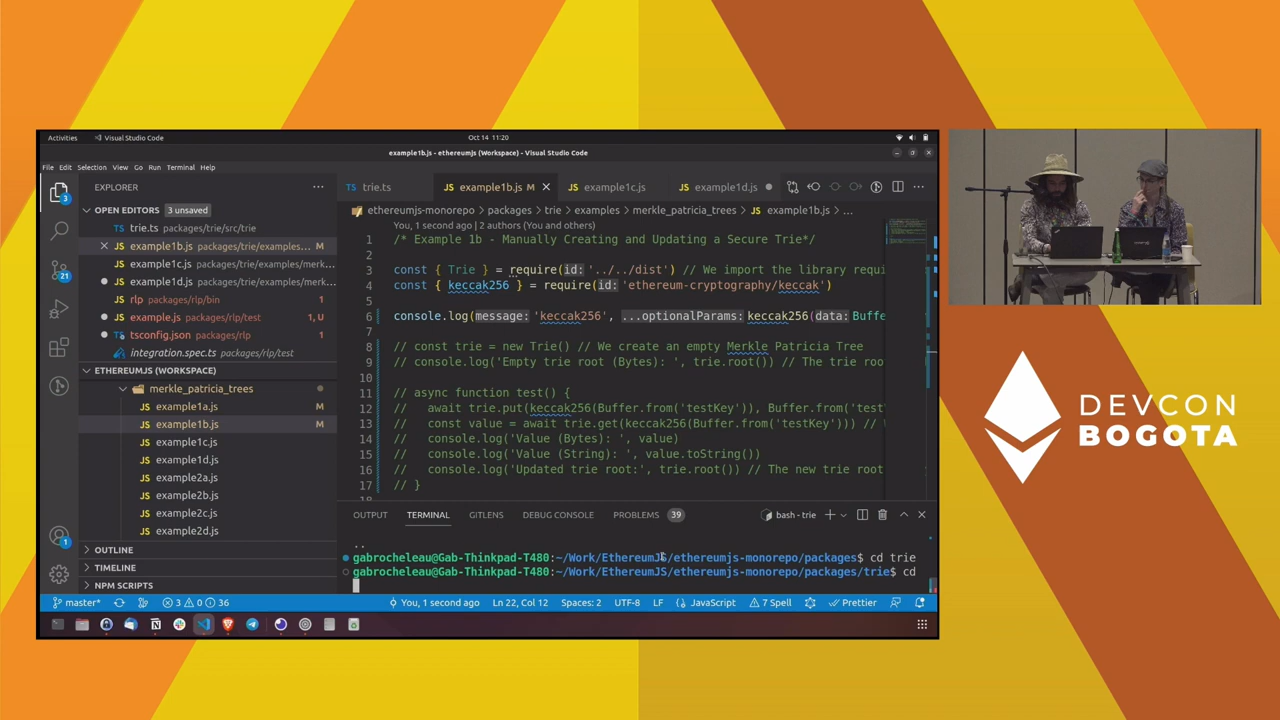 Activities
Visual Studio Code
Oct 14 11:20
example1b.js - ethereumjs (Workspace) - Visual Studio Code
File Edit Selection View Go Run Terminal Help
EXPLORER
trie.ts
example1b.js M
example1c.js
example1d.js
OPEN EDITORS 3 unsaved
ethereumjs-monorepo > packages > trie > examples > merkle_patricia_trees > example1b.js > ...
trie.ts packages/trie/src/trie
You, 1 second ago | 2 authors (You and others)
example1b.js packages/trie/examples... M
1 /* Example 1b - Manually Creating and Updating a Secure Trie*/
example1c.js packages/trie/examples/merk...
2
3 const { Trie } = require(id: '../../dist') // We import the library requi
example1d.js packages/trie/examples/merk...
4 const { keccak256 } = require(id: 'ethereum-cryptography/keccak')
rlp packages/rlp/bin 1
5
example.js packages/rlp/test 1, U
6 console.log(message: 'keccak256', ...optionalParams: keccak256(data: Buffe
tsconfig.json packages/rlp 1
7
integration.spec.ts packages/rlp/test
8 // const trie = new Trie() // We create an empty Merkle Patricia Tree
9 // console.log('Empty trie root (Bytes): ', trie.root()) // The trie roo
10
11 // async function test() {
12 // await trie.put(keccak256(Buffer.from('testKey')), Buffer.from('test
13 // const value = await trie.get(keccak256(Buffer.from('testKey'))) //
14 // console.log('Value (Bytes): ', value)
15 // console.log('Value (String): ', value.toString())
16 // console.log('Updated trie root:', trie.root()) // The new trie root
17 // }
ETHEREUMJS (WORKSPACE)
merkle_patricia_trees
example1a.js M
example1b.js M
example1c.js
example1d.js
example2a.js
example2b.js
example2c.js
example2d.js
OUTLINE
TIMELINE
NPM SCRIPTS
3
21
1
OUTPUT TERMINAL GITLENS DEBUG CONSOLE PROBLEMS 39
bash - trie
..
gabrocheleau@Gab-Thinkpad-T480:~/Work/EthereumJS/ethereumjs-monorepo/packages$ cd trie
gabrocheleau@Gab-Thinkpad-T480:~/Work/EthereumJS/ethereumjs-monorepo/packages/trie$ cd
master* 3 0 36
You, 1 second ago Ln 22, Col 12 Spaces: 2 UTF-8 LF JavaScript 7 Spell Prettier
DEVCON
BOGOTA